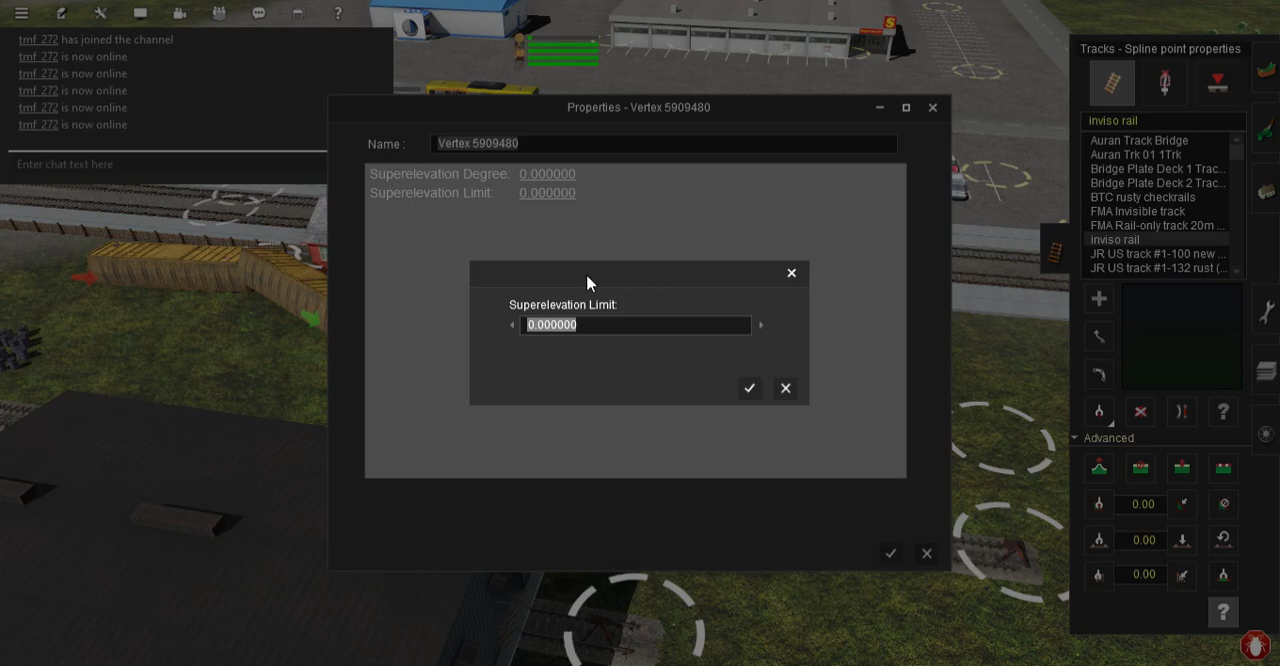 ?
tmf_272 has joined the channel
tmf_272 is now online
tmf_272 is now online
tmf_272 is now online
tmf_272 is now online
tmf_272 is now online
Enter chat text here
S
Properties - Vertex 5909480
Name :
Vertex 5909480
Superelevation Degree: 0.000000
Superelevation Limit: 0.000000
Superelevation Limit:
0.000000
Tracks - Spline point properties
inviso rail
Auran Track Bridge
Auran Trk 01 1Trk
Bridge Plate Deck 1 Trac...
Bridge Plate Deck 2 Trac...
BTC rusty checkrails
FMA Invisible track
FMA Rail-only track 20m ...
inviso rail
JR US track #1-100 new ...
JR US track #1-132 rust (...
?
Advanced
0.00
0.00
0.00
?